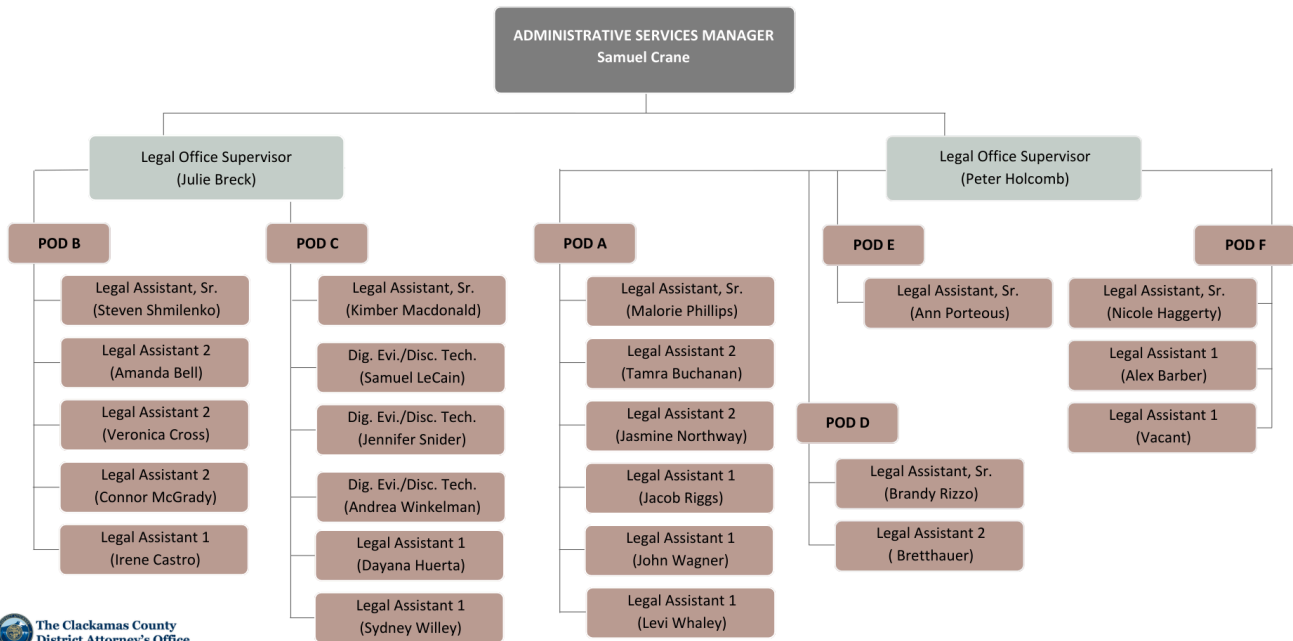 ADMINISTRATIVE SERVICES MANAGER
Samuel Crane
Legal Office Supervisor
(Julie Breck)
Legal Office Supervisor
(Peter Holcomb)
POD B
Legal Assistant, Sr.
(Steven Shmilenko)
Legal Assistant 2
(Amanda Bell)
Legal Assistant 2
(Veronica Cross)
Legal Assistant 2
(Connor McGrady)
Legal Assistant 1
(Irene Castro)
POD C
Legal Assistant, Sr.
(Kimber Macdonald)
Dig. Evi./Disc. Tech.
(Samuel LeCain)
Dig. Evi./Disc. Tech.
(Jennifer Snider)
Dig. Evi./Disc. Tech.
(Andrea Winkelman)
Legal Assistant 1
(Dayana Huerta)
Legal Assistant 1
(Sydney Willey)
POD A
Legal Assistant, Sr.
(Malorie Phillips)
Legal Assistant 2
(Tamra Buchanan)
Legal Assistant 2
(Jasmine Northway)
Legal Assistant 1
(Jacob Riggs)
Legal Assistant 1
(John Wagner)
Legal Assistant 1
(Levi Whaley)
POD E
Legal Assistant, Sr.
(Ann Porteous)
POD D
Legal Assistant, Sr.
(Brandy Rizzo)
Legal Assistant 2
( Bretthauer)
POD F
Legal Assistant, Sr.
(Nicole Haggerty)
Legal Assistant 1
(Alex Barber)
Legal Assistant 1
(Vacant)
The Clackamas County
District Attorney's Office